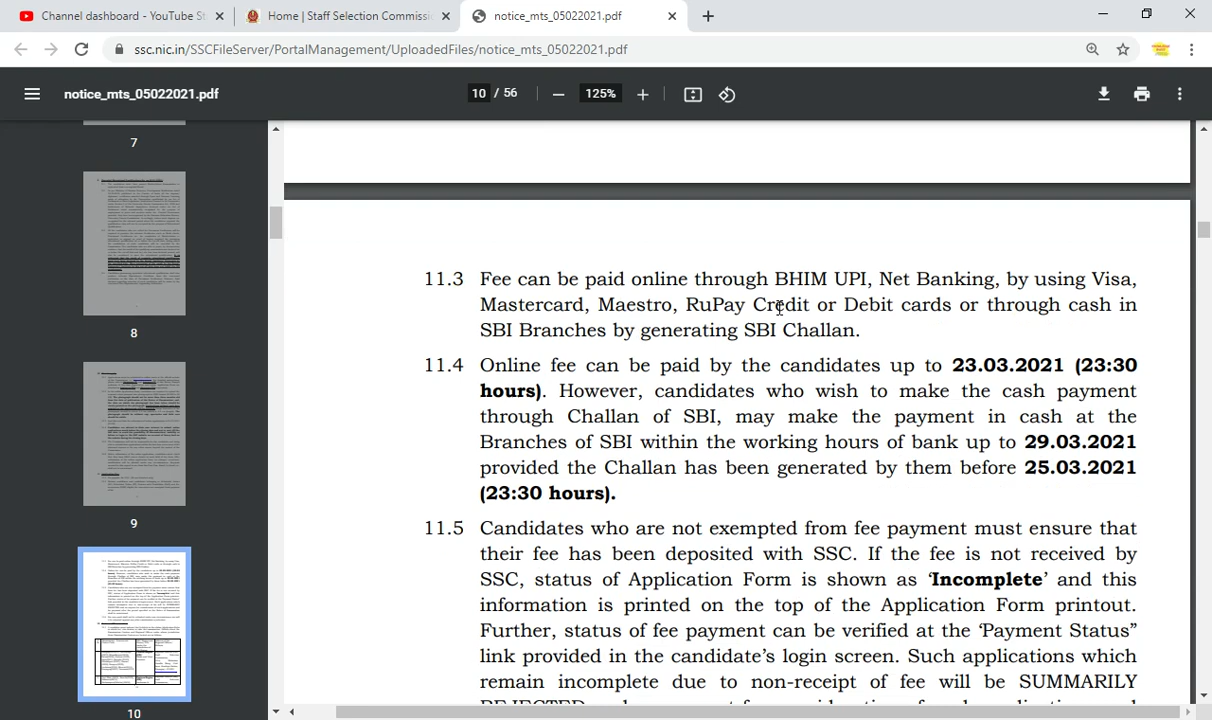 Channel dashboard - YouTube St
Home | Staff Selection Commissi
notice_mts_05022021.pdf
ssc.nic.in/SSCFileServer/PortalManagement/UploadedFiles/notice_mts_05022021.pdf
notice_mts_05022021.pdf
10 / 56
125%
7
8
9
10
11.3 Fee can be paid online through BHIM UPI, Net Banking, by using Visa,
Mastercard, Maestro, RuPay Credit or Debit cards or through cash in
SBI Branches by generating SBI Challan.
11.4 Online fee can be paid by the candidates up to 23.03.2021 (23:30
hours). However, candidates who wish to make the cash payment
through Challan of SBI, may make the payment in cash at the
Branches of SBI within the working hours of bank up to 29.03.2021
provided the Challan has been generated by them before 25.03.2021
(23:30 hours).
11.5 Candidates who are not exempted from fee payment must ensure that
their fee has been deposited with SSC. If the fee is not received by
SSC, status of Application Form is shown as ‘Incomplete’ and this
information is printed on the top of the Application Form printout.
Further, status of fee payment can be verified at the ‘Payment Status”
link provided in the candidate’s login screen. Such applications which
remain incomplete due to non-receipt of fee will be SUMMARILY